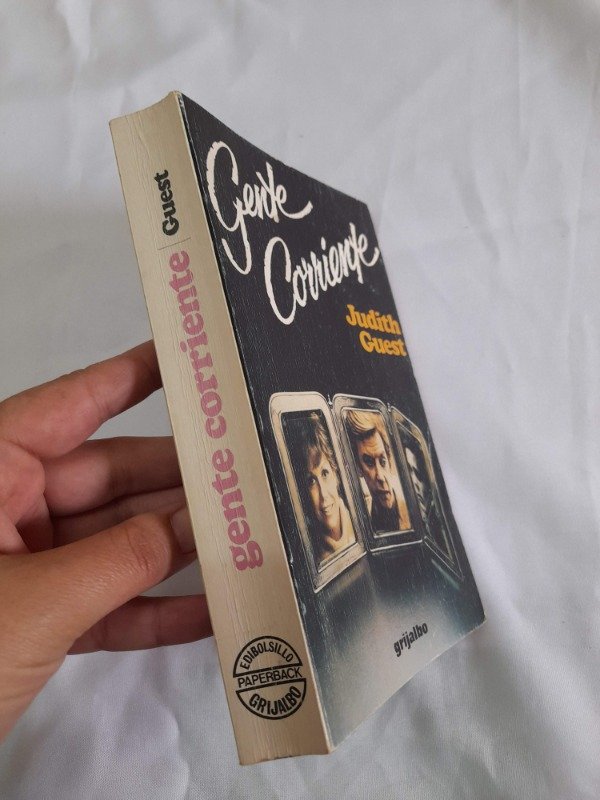 gente corriente | Guest
EDIBOLSILLO
PAPERBACK
GRIJALBO
Gente
Corriente
Judith
Guest
grijalbo